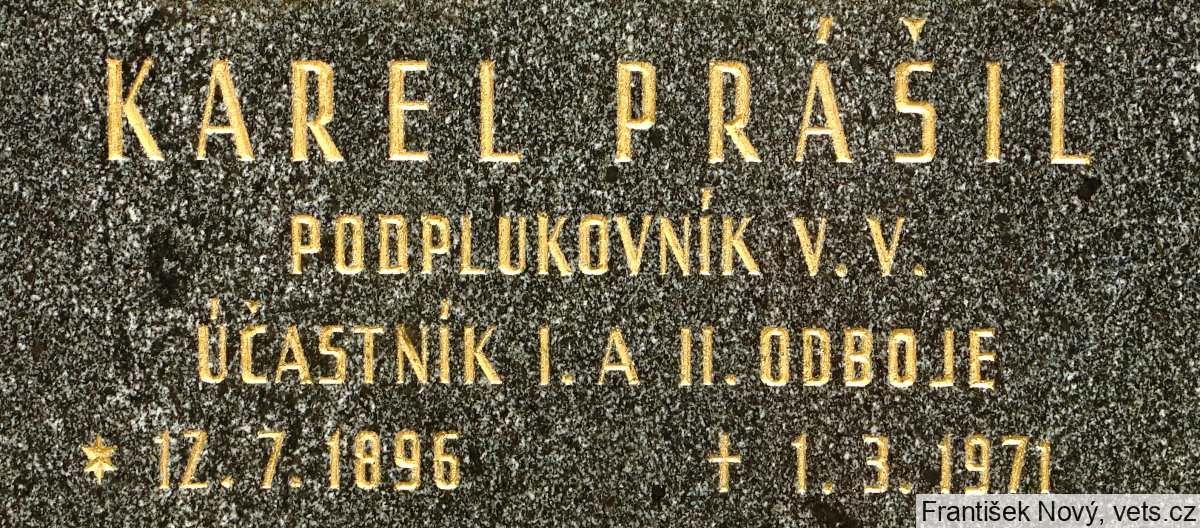 KAREL PRÁŠIL
PODPLUKOVNÍK V. V.
ÚČASTNÍK I. A II. ODBOJE
* 12. 7. 1896 † 1. 3. 1971
František Nový, vets.cz